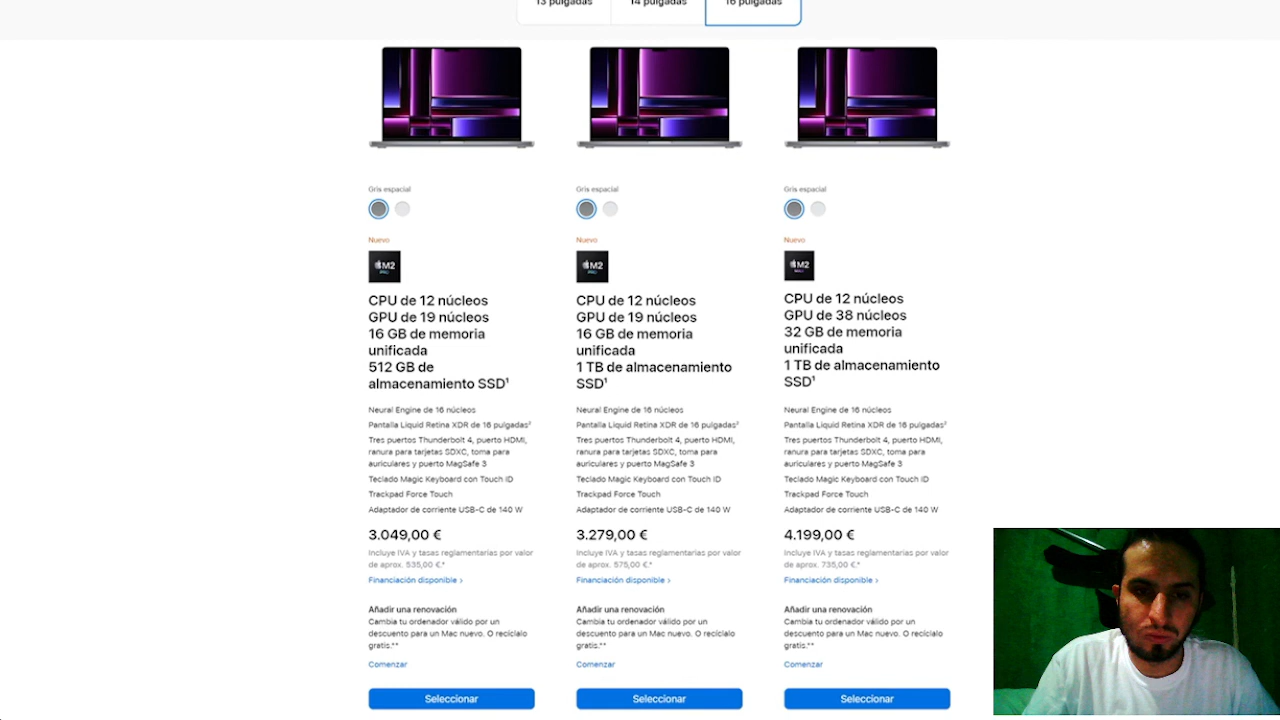 13 pulgadas
14 pulgadas
16 pulgadas
Gris espacial
Nuevo
M2
PRO
CPU de 12 núcleos
GPU de 19 núcleos
16 GB de memoria
unificada
512 GB de
almacenamiento SSD¹
Neural Engine de 16 núcleos
Pantalla Liquid Retina XDR de 16 pulgadas²
Tres puertos Thunderbolt 4, puerto HDMI,
ranura para tarjetas SDXC, toma para
auriculares y puerto MagSafe 3
Teclado Magic Keyboard con Touch ID
Trackpad Force Touch
Adaptador de corriente USB-C de 140 W
3.049,00 €
Incluye IVA y tasas reglamentarias por valor
de aprox. 535,00 €.*
Financiación disponible >
Añadir una renovación
Cambia tu ordenador válido por un
descuento para un Mac nuevo. O recíclalo
gratis.**
Comenzar
Seleccionar
Gris espacial
Nuevo
M2
PRO
CPU de 12 núcleos
GPU de 19 núcleos
16 GB de memoria
unificada
1 TB de almacenamiento
SSD¹
Neural Engine de 16 núcleos
Pantalla Liquid Retina XDR de 16 pulgadas²
Tres puertos Thunderbolt 4, puerto HDMI,
ranura para tarjetas SDXC, toma para
auriculares y puerto MagSafe 3
Teclado Magic Keyboard con Touch ID
Trackpad Force Touch
Adaptador de corriente USB-C de 140 W
3.279,00 €
Incluye IVA y tasas reglamentarias por valor
de aprox. 575,00 €.*
Financiación disponible >
Añadir una renovación
Cambia tu ordenador válido por un
descuento para un Mac nuevo. O recíclalo
gratis.**
Comenzar
Seleccionar
Gris espacial
Nuevo
M2
CPU de 12 núcleos
GPU de 38 núcleos
32 GB de memoria
unificada
1 TB de almacenamiento
SSD¹
Neural Engine de 16 núcleos
Pantalla Liquid Retina XDR de 16 pulgadas²
Tres puertos Thunderbolt 4, puerto HDMI,
ranura para tarjetas SDXC, toma para
auriculares y puerto MagSafe 3
Teclado Magic Keyboard con Touch ID
Trackpad Force Touch
Adaptador de corriente USB-C de 140 W
4.199,00 €
Incluye IVA y tasas reglamentarias por valor
de aprox. 735,00 €.*
Financiación disponible >
Añadir una renovación
Cambia tu ordenador válido por un
descuento para un Mac nuevo. O recíclalo
gratis.**
Comenzar
Seleccionar